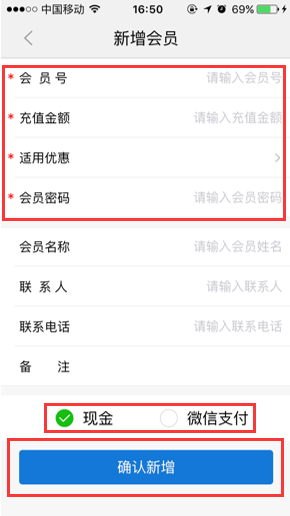 ●●●○○ 中国移动 16:50 69%
新增会员
* 会 员 号 请输入会员号
* 充值金额 请输入充值金额
* 适用优惠
* 会员密码 请输入会员密码
会员名称 请输入会员姓名
联 系 人 请输入联系人
联系电话 请输入联系电话
备 注
现金 微信支付
确认新增